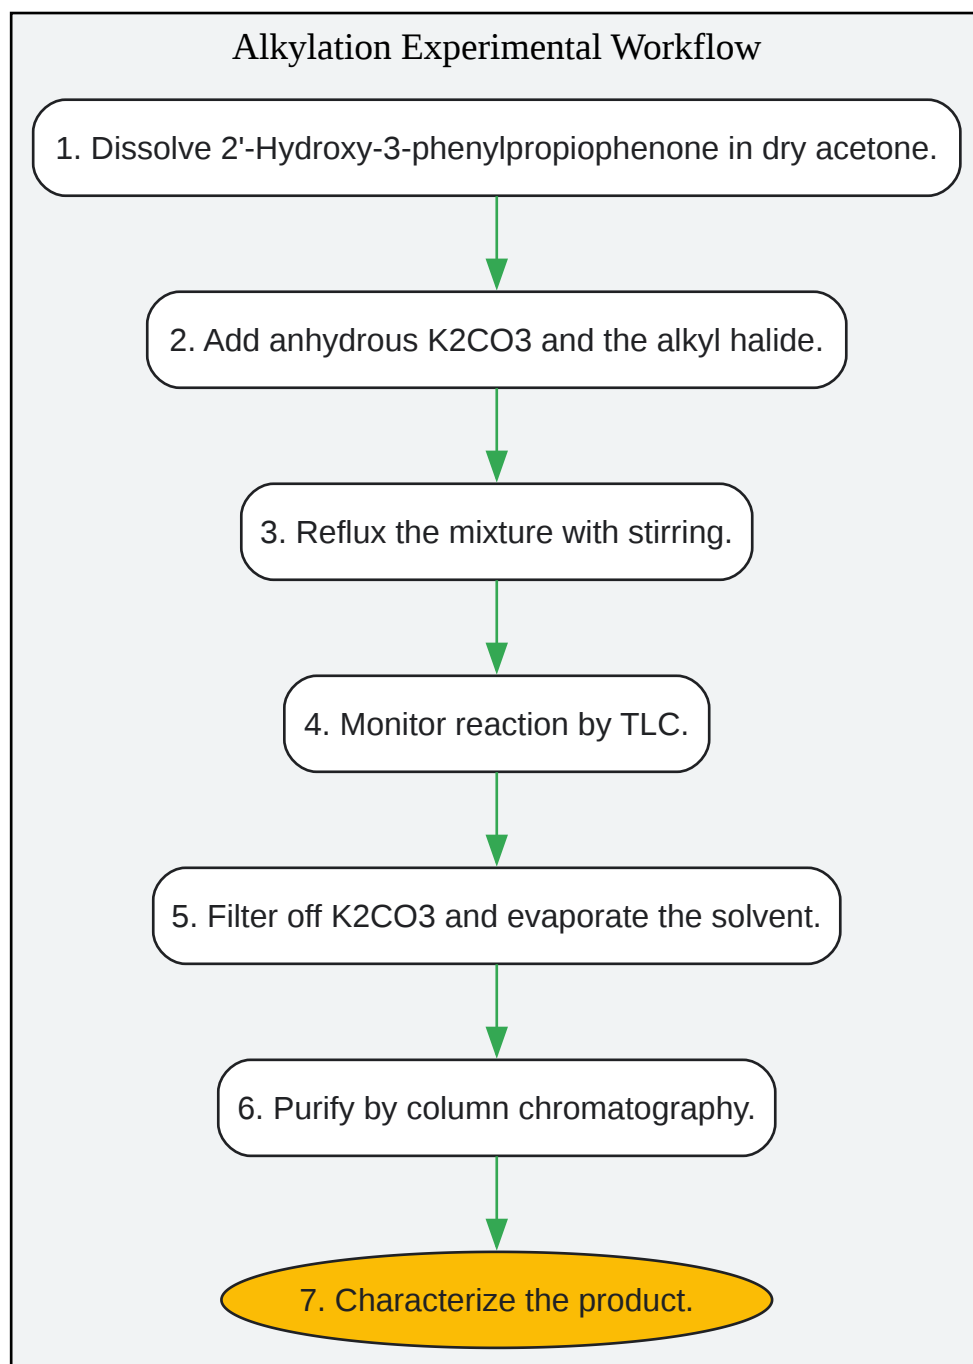 Alkylation Experimental Workflow
1. Dissolve 2'-Hydroxy-3-phenylpropiophenone in dry acetone.
2. Add anhydrous K2CO3 and the alkyl halide.
3. Reflux the mixture with stirring.
4. Monitor reaction by TLC.
5. Filter off K2CO3 and evaporate the solvent.
6. Purify by column chromatography.
7. Characterize the product.